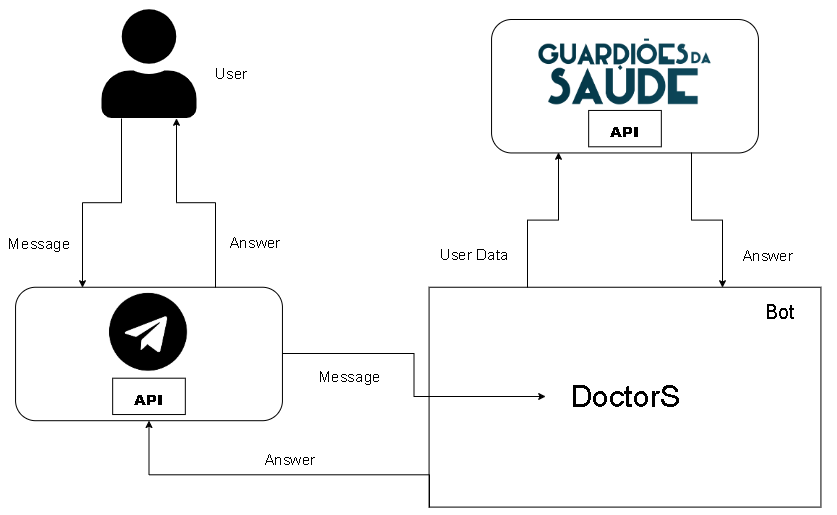 User
GUARDIÕES DA
SAÚDE
API
Message
Answer
User Data
Answer
Bot
API
Message
DoctorS
Answer